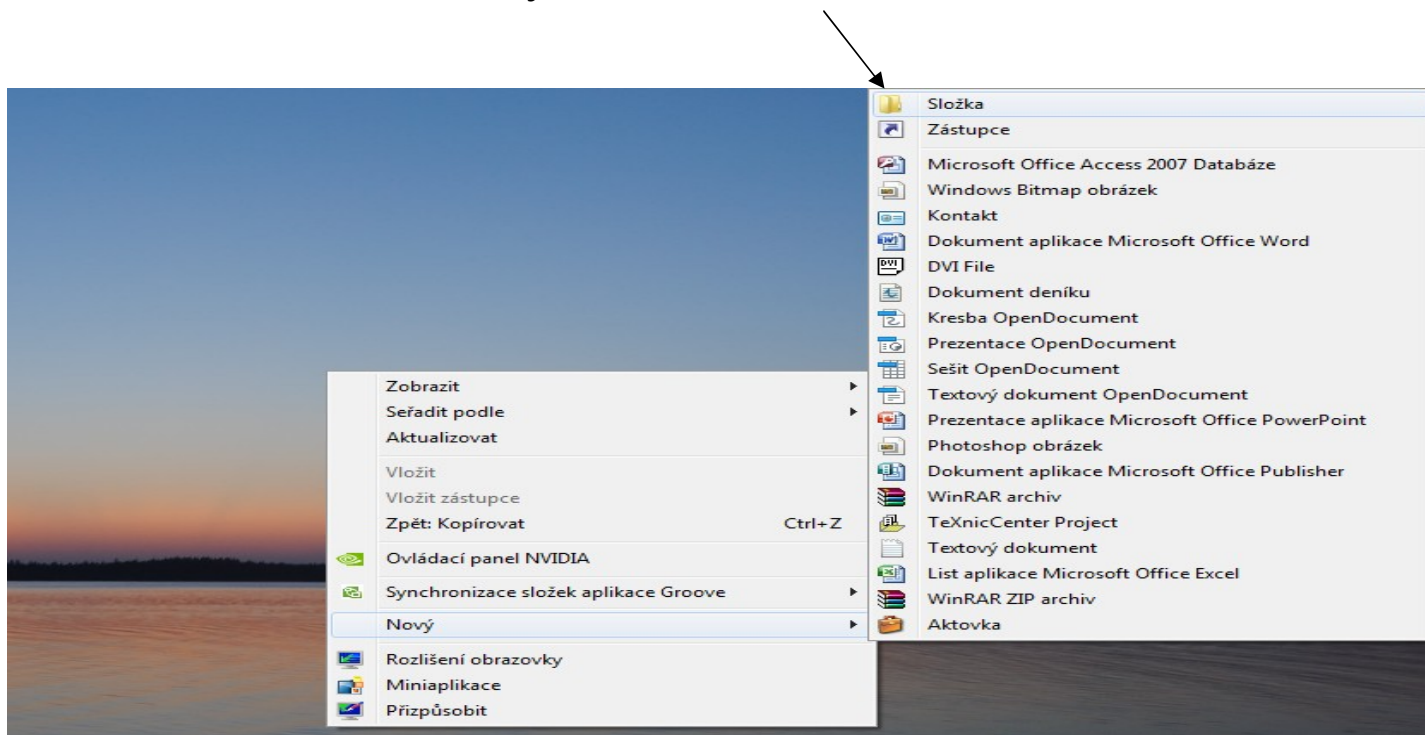 Složka
Zástupce
Microsoft Office Access 2007 Databáze
Windows Bitmap obrázek
Kontakt
Dokument aplikace Microsoft Office Word
DVI File
Dokument deníku
Kresba OpenDocument
Prezentace OpenDocument
Sešit OpenDocument
Textový dokument OpenDocument
Prezentace aplikace Microsoft Office PowerPoint
Photoshop obrázek
Dokument aplikace Microsoft Office Publisher
WinRAR archiv
TeXnicCenter Project
Textový dokument
List aplikace Microsoft Office Excel
WinRAR ZIP archiv
Aktovka
Zobrazit
Seřadit podle
Aktualizovat
Vložit
Vložit zástupce
Zpět: Kopírovat Ctrl+Z
Ovládací panel NVIDIA
Synchronizace složek aplikace Groove
Nový
Rozlišení obrazovky
Miniaplikace
Přizpůsobit